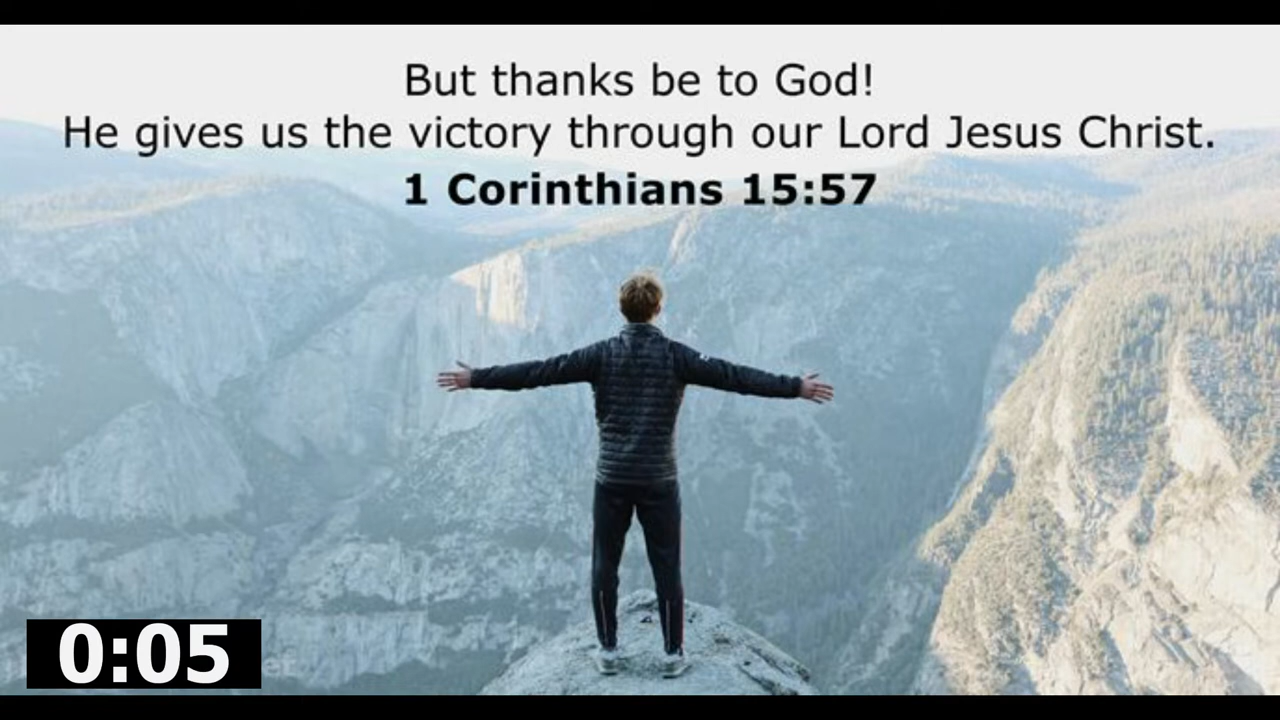 But thanks be to God!
He gives us the victory through our Lord Jesus Christ.
1 Corinthians 15:57
0:05